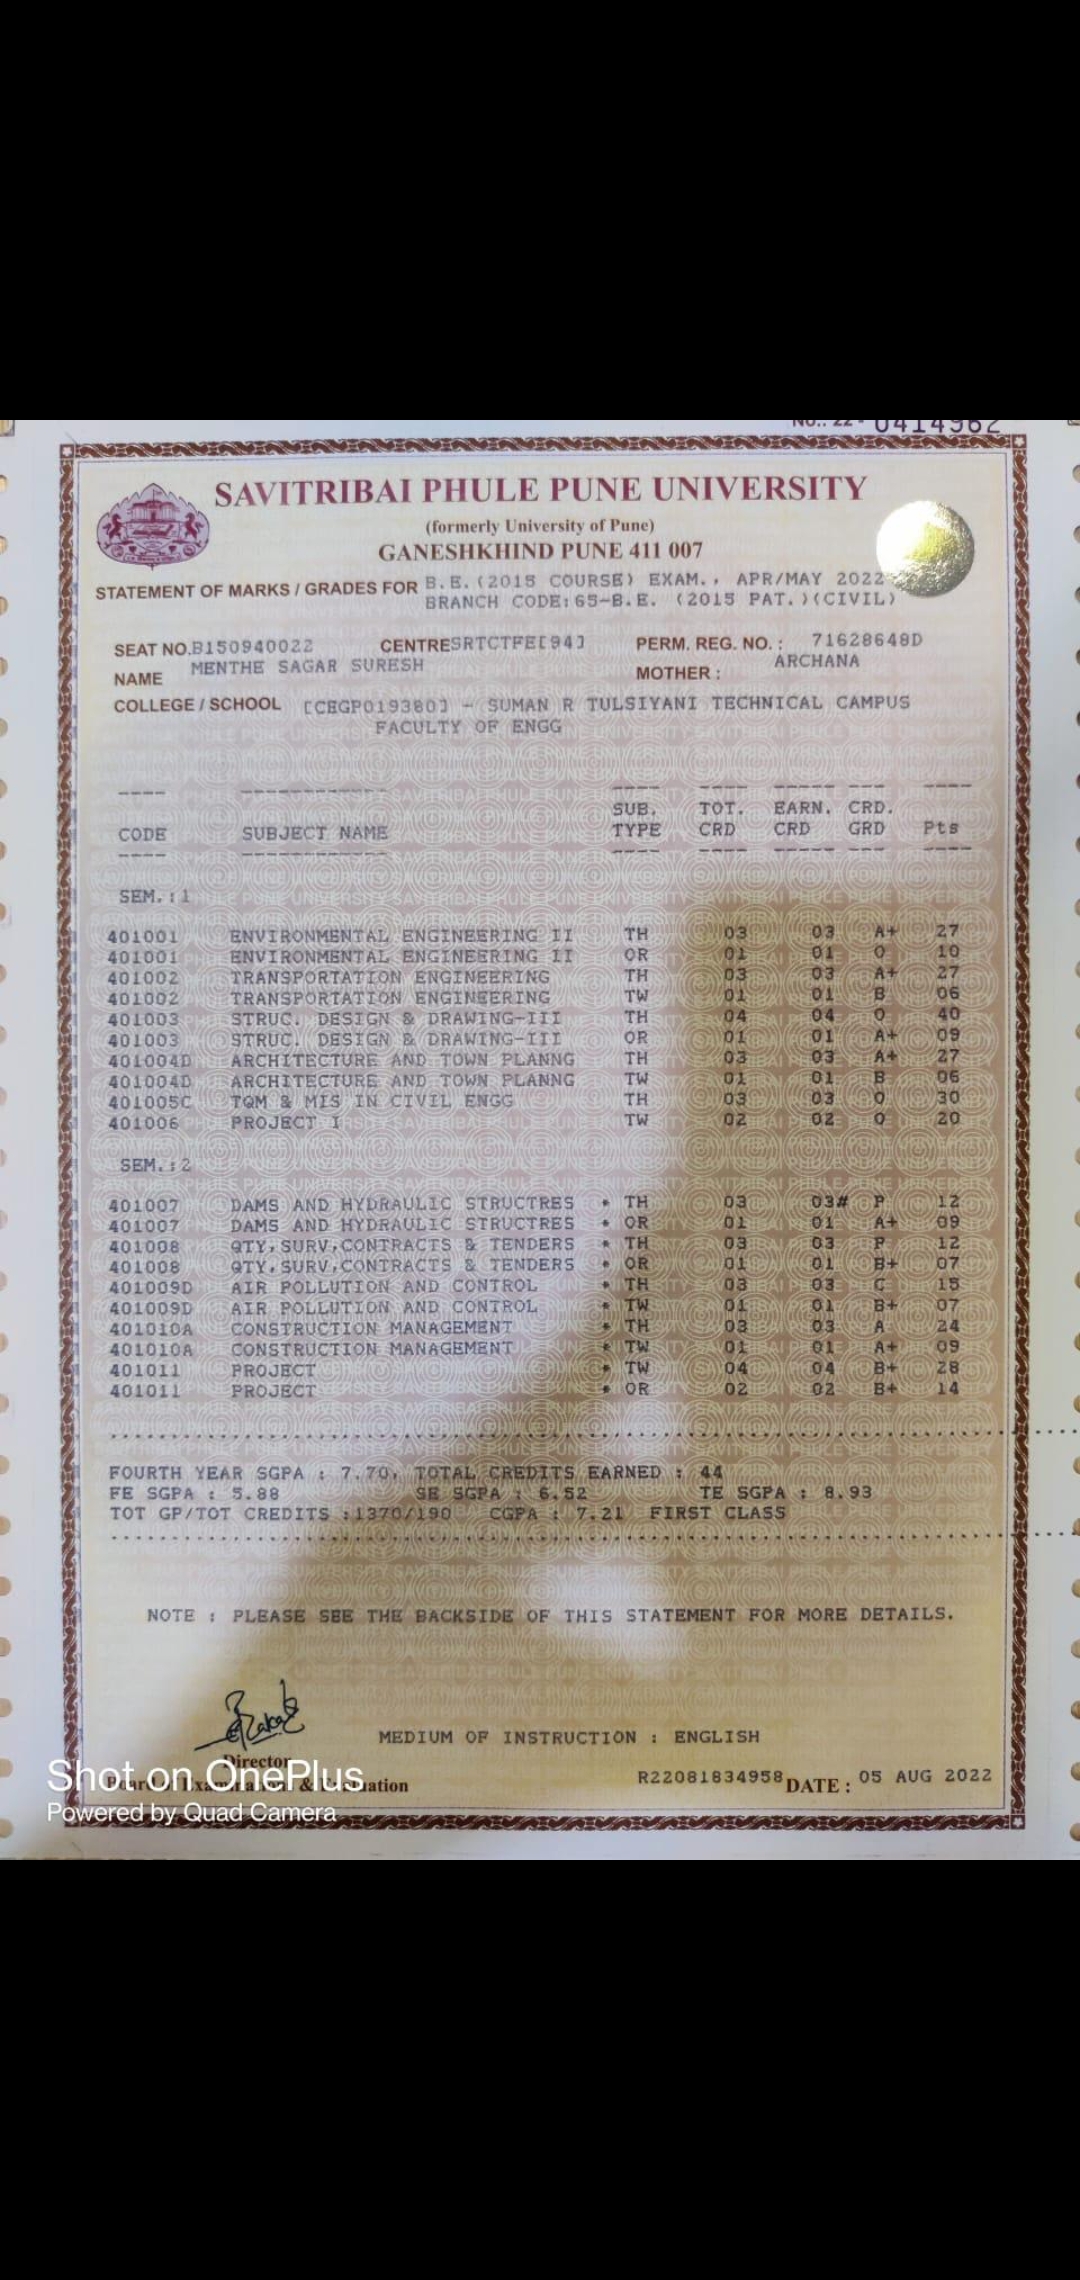 No.: 22 - 0414962
SAVITRIBAI PHULE PUNE UNIVERSITY
(formerly University of Pune)
GANESHKHIND PUNE 411 007
STATEMENT OF MARKS / GRADES FOR B.E.(2015 COURSE) EXAM., APR/MAY 2022
BRANCH CODE:65-B.E. (2015 PAT.)(CIVIL)
SEAT NO.B150940022 CENTRESRTCTFE[94] PERM. REG. NO.: 71628648D
NAME MENTHE SAGAR SURESH MOTHER : ARCHANA
COLLEGE / SCHOOL [CEGP019380] - SUMAN R TULSIYANI TECHNICAL CAMPUS
FACULTY OF ENGG
SUB. TOT. EARN. CRD.
CODE SUBJECT NAME TYPE CRD CRD GRD Pts
SEM.:1
401001 ENVIRONMENTAL ENGINEERING II TH 03 03 A+ 27
401001 ENVIRONMENTAL ENGINEERING II OR 01 01 O 10
401002 TRANSPORTATION ENGINEERING TH 03 03 A+ 27
401002 TRANSPORTATION ENGINEERING TW 01 01 B 06
401003 STRUC. DESIGN & DRAWING-III TH 04 04 O 40
401003 STRUC. DESIGN & DRAWING-III OR 01 01 A+ 09
401004D ARCHITECTURE AND TOWN PLANNG TH 03 03 A+ 27
401004D ARCHITECTURE AND TOWN PLANNG TW 01 01 B 06
401005C TQM & MIS IN CIVIL ENGG TH 03 03 O 30
401006 PROJECT I TW 02 02 O 20
SEM.:2
401007 DAMS AND HYDRAULIC STRUCTRES * TH 03 03# P 12
401007 DAMS AND HYDRAULIC STRUCTRES * OR 01 01 A+ 09
401008 QTY,SURV,CONTRACTS & TENDERS * TH 03 03 P 12
401008 QTY,SURV,CONTRACTS & TENDERS * OR 01 01 B+ 07
401009D AIR POLLUTION AND CONTROL * TH 03 03 C 15
401009D AIR POLLUTION AND CONTROL * TW 01 01 B+ 07
401010A CONSTRUCTION MANAGEMENT * TH 03 03 A 24
401010A CONSTRUCTION MANAGEMENT * TW 01 01 A+ 09
401011 PROJECT * TW 04 04 B+ 28
401011 PROJECT * OR 02 02 B+ 14
FOURTH YEAR SGPA : 7.70, TOTAL CREDITS EARNED : 44
FE SGPA : 5.88 SE SGPA : 6.52 TE SGPA : 8.93
TOT GP/TOT CREDITS :1370/190 CGPA : 7.21 FIRST CLASS
NOTE : PLEASE SEE THE BACKSIDE OF THIS STATEMENT FOR MORE DETAILS.
MEDIUM OF INSTRUCTION : ENGLISH
Director
Board of Examination & Evaluation
R22081834958 DATE : 05 AUG 2022
Shot on OnePlus
Powered by Quad Camera